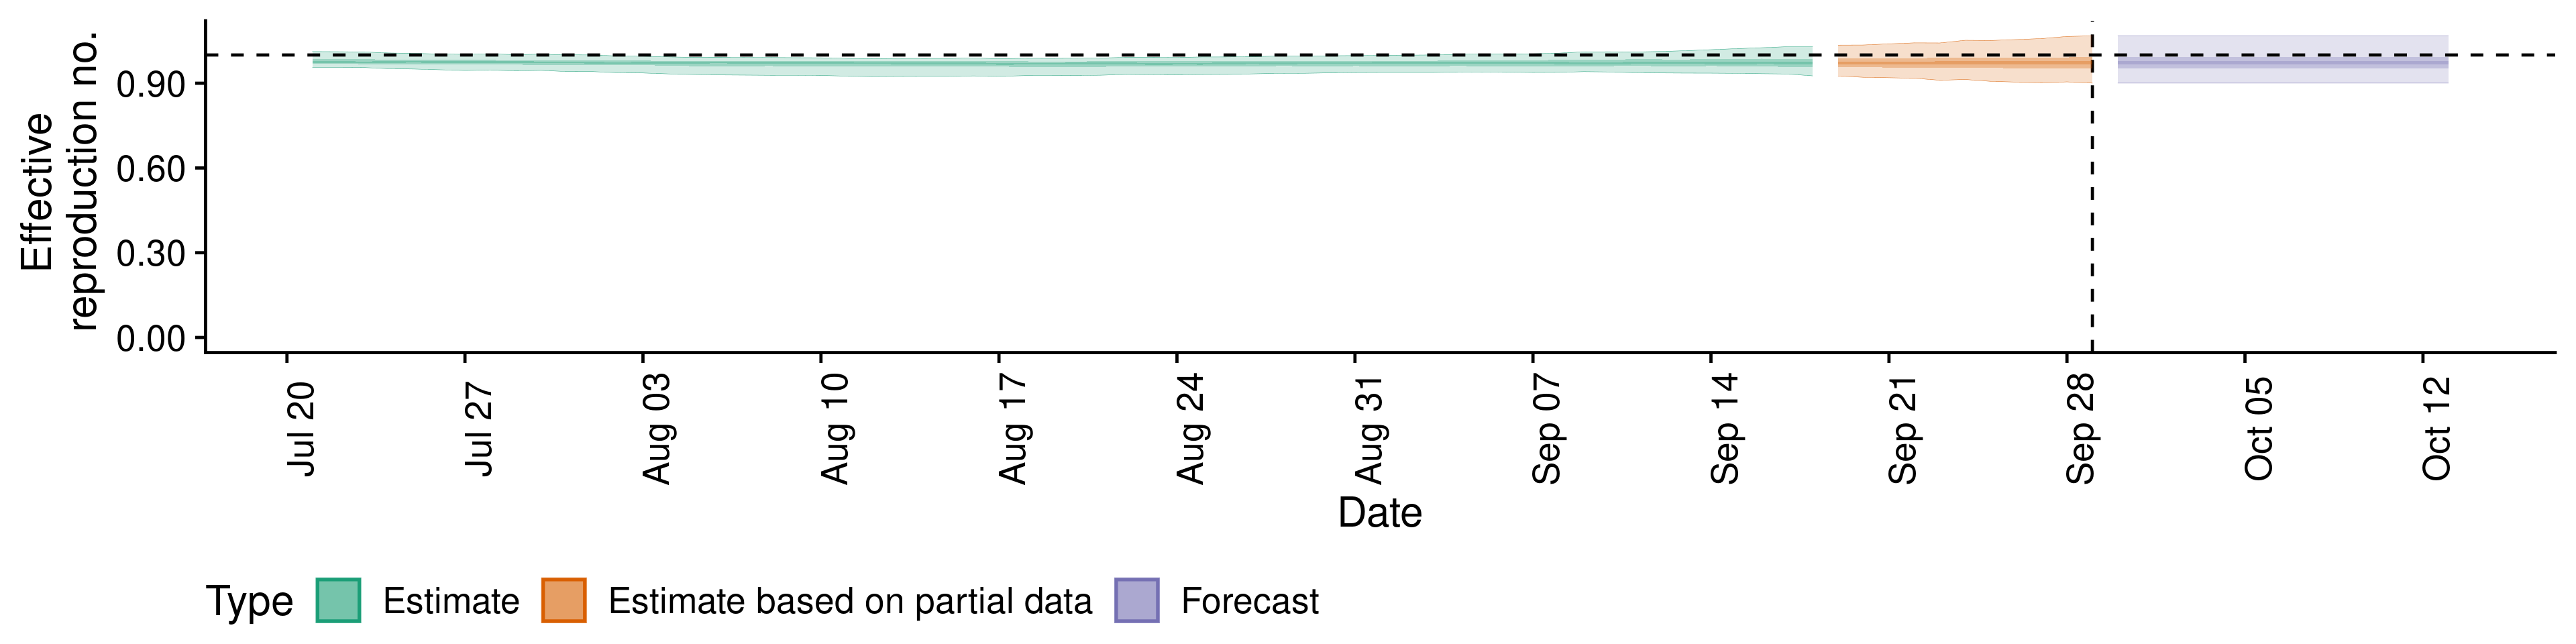 Effective
reproduction no.
0.90
0.60
0.30
0.00
Jul 20
Jul 27
Aug 03
Aug 10
Aug 17
Aug 24
Aug 31
Sep 07
Sep 14
Sep 21
Sep 28
Oct 05
Oct 12
Date
Type Estimate Estimate based on partial data Forecast